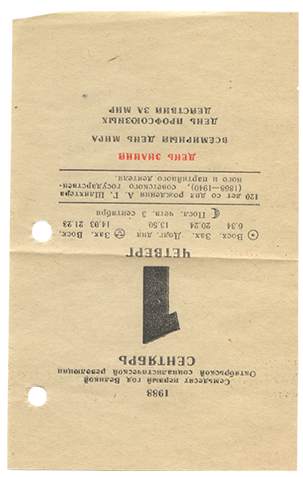 1988
Семьдесят первый год Великой
Октябрьской социалистической революции
СЕНТЯБРЬ
1
ЧЕТВЕРГ
Восх. Зах. Долг. дня Зах. Восх.
6.34 20.24 13.50 14.03 21.23
Посл. четв. 3 сентября
120 лет со дня рождения А. Г. Шлихтера
(1868—1940), советского государствен-
ного и партийного деятеля.
ДЕНЬ ЗНАНИЙ
ВСЕМИРНЫЙ ДЕНЬ МИРА
ДЕНЬ ПРОФСОЮЗНЫХ
ДЕЙСТВИЙ ЗА МИР